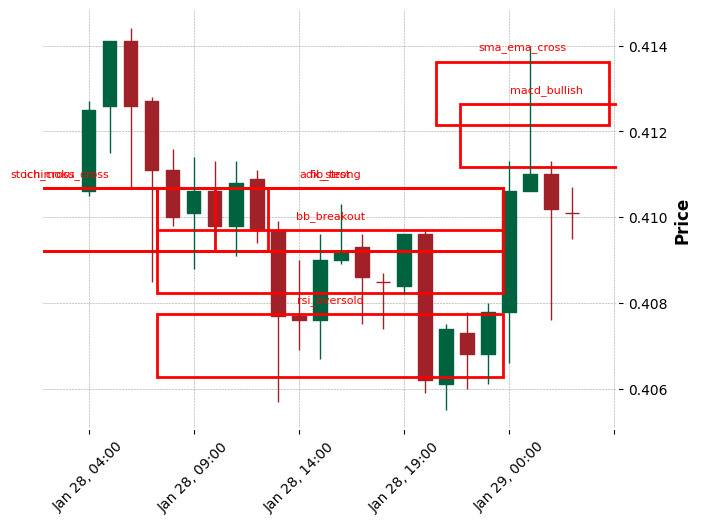 sma_ema_cross
0.414
macd_bullish
0.412
adx_strong
bb_breakout
0.410
Price
rsi_oversold
0.408
0.406
Jan 28, 04:00
Jan 28, 09:00
Jan 28, 14:00
Jan 28, 19:00
Jan 29, 00:00